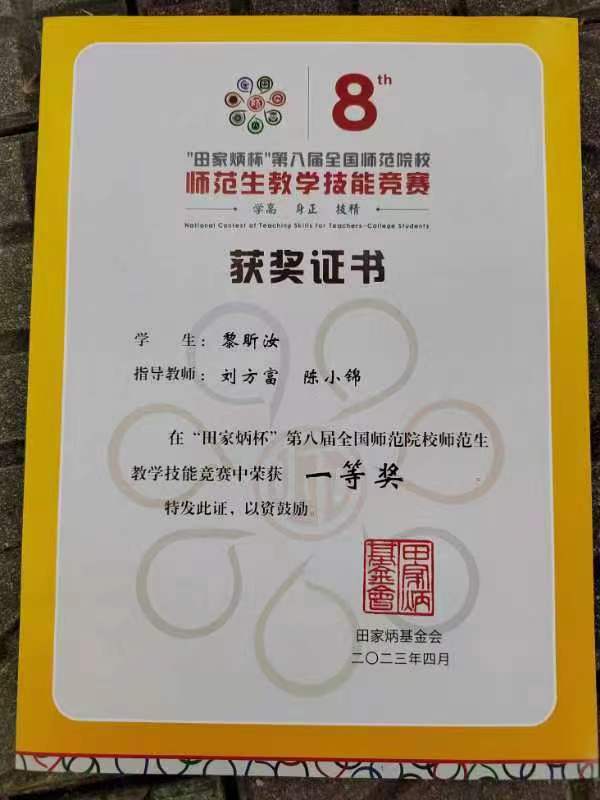 8th
"田家炳杯"第八届全国师范院校
师范生教学技能竞赛
学高 身正 技精
National Contest of Teaching Skills for Teachers-College Students
获奖证书
学 生：黎昕汝
指导教师：刘方富 陈小锦
在“田家炳杯”第八届全国师范院校师范生
教学技能竞赛中荣获 一等奖
特发此证，以资鼓励。
田家炳
基金會
田家炳基金会
二〇二三年四月